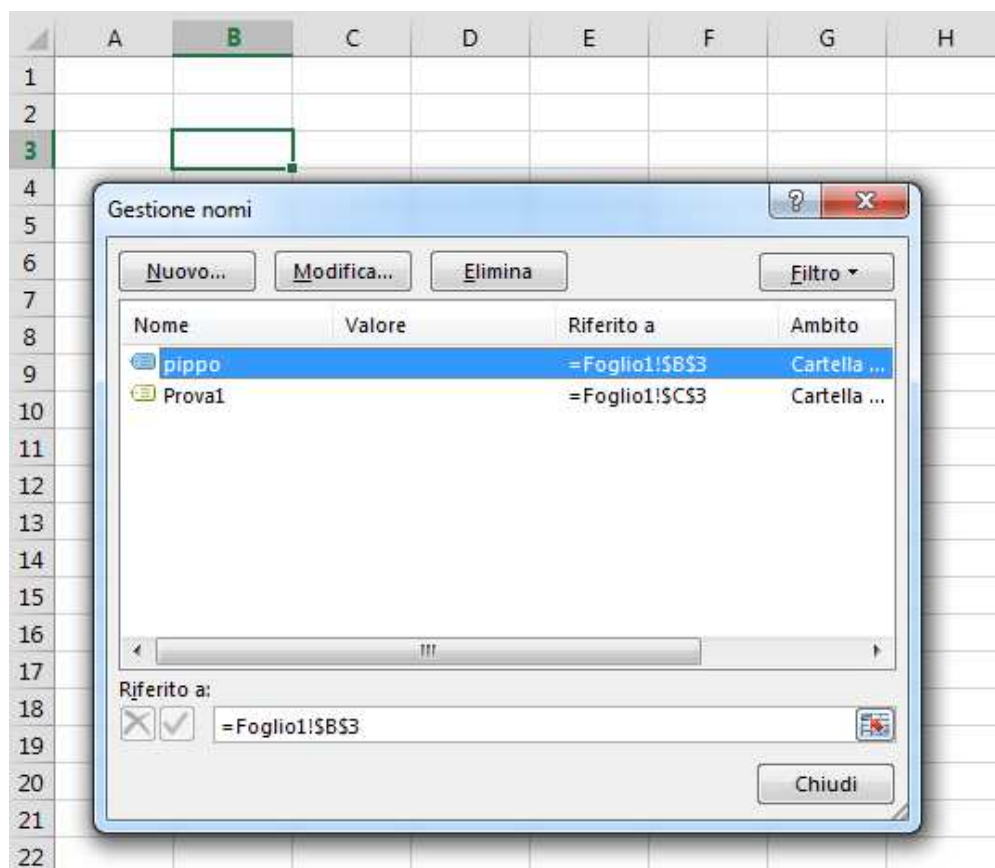 A B C D E F G H
1
2
3
4
Gestione nomi ?
5
6
Nuovo... Modifica... Elimina Filtro
7
8
Nome Valore Riferito a Ambito
9
pippo =Foglio1!$B$3 Cartella ...
10
Prova1 =Foglio1!$C$3 Cartella ...
11
12
13
14
15
16
17
Riferito a:
18
=Foglio1!$B$3
19
20
Chiudi
21
22